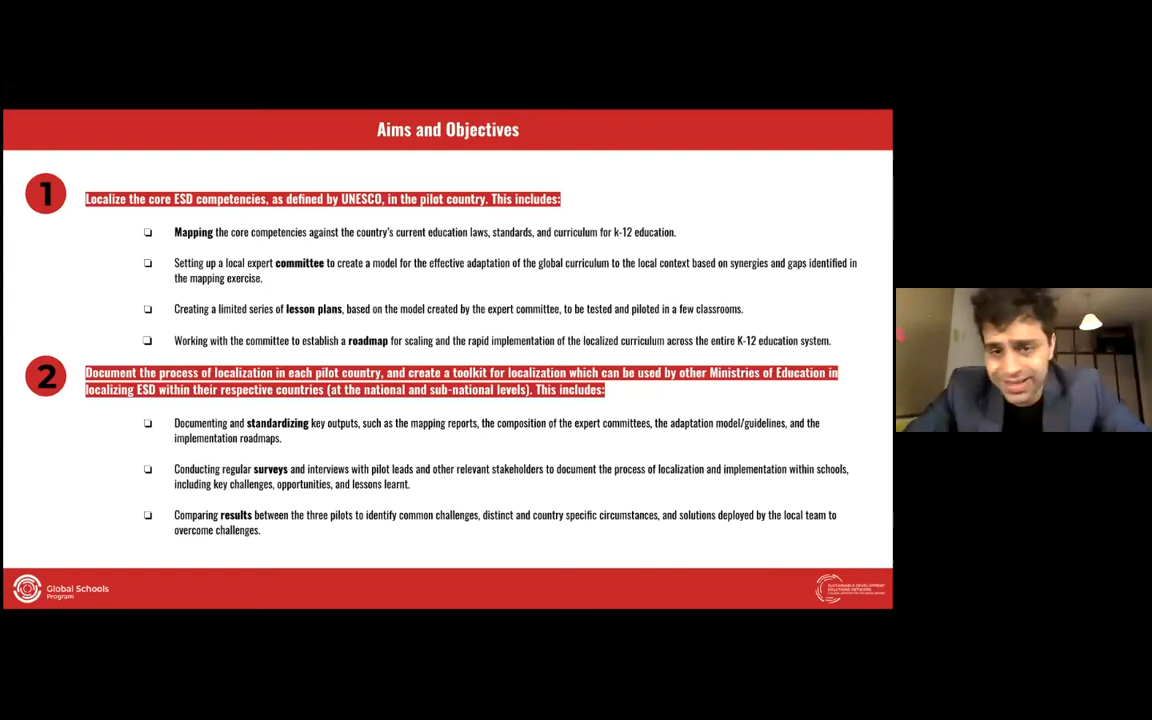 Aims and Objectives
1
Localize the core ESD competencies, as defined by UNESCO, in the pilot country. This includes:
Mapping the core competencies against the country's current education laws, standards, and curriculum for k-12 education.
Setting up a local expert committee to create a model for the effective adaptation of the global curriculum to the local context based on synergies and gaps identified in
the mapping exercise.
Creating a limited series of lesson plans, based on the model created by the expert committee, to be tested and piloted in a few classrooms.
Working with the committee to establish a roadmap for scaling and the rapid implementation of the localized curriculum across the entire K-12 education system.
2
Document the process of localization in each pilot country, and create a toolkit for localization which can be used by other Ministries of Education in
localizing ESD within their respective countries (at the national and sub-national levels). This includes:
Documenting and standardizing key outputs, such as the mapping reports, the composition of the expert committees, the adaptation model/guidelines, and the
implementation roadmaps.
Conducting regular surveys and interviews with pilot leads and other relevant stakeholders to document the process of localization and implementation within schools,
including key challenges, opportunities, and lessons learnt.
Comparing results between the three pilots to identify common challenges, distinct and country specific circumstances, and solutions deployed by the local team to
overcome challenges.
Global Schools
Program
SUSTAINABLE DEVELOPMENT
SOLUTIONS NETWORK